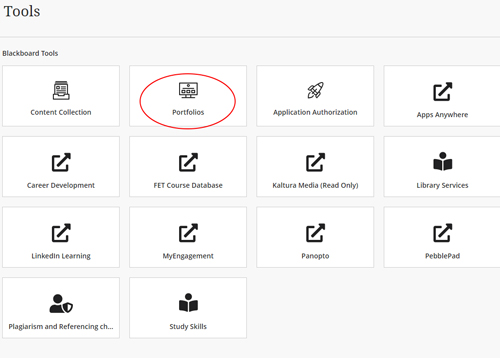 Tools
Blackboard Tools
Content Collection
Portfolios
Application Authorization
Apps Anywhere
Career Development
FET Course Database
Kaltura Media (Read Only)
Library Services
LinkedIn Learning
MyEngagement
Panopto
PebblePad
Plagiarism and Referencing ch...
Study Skills